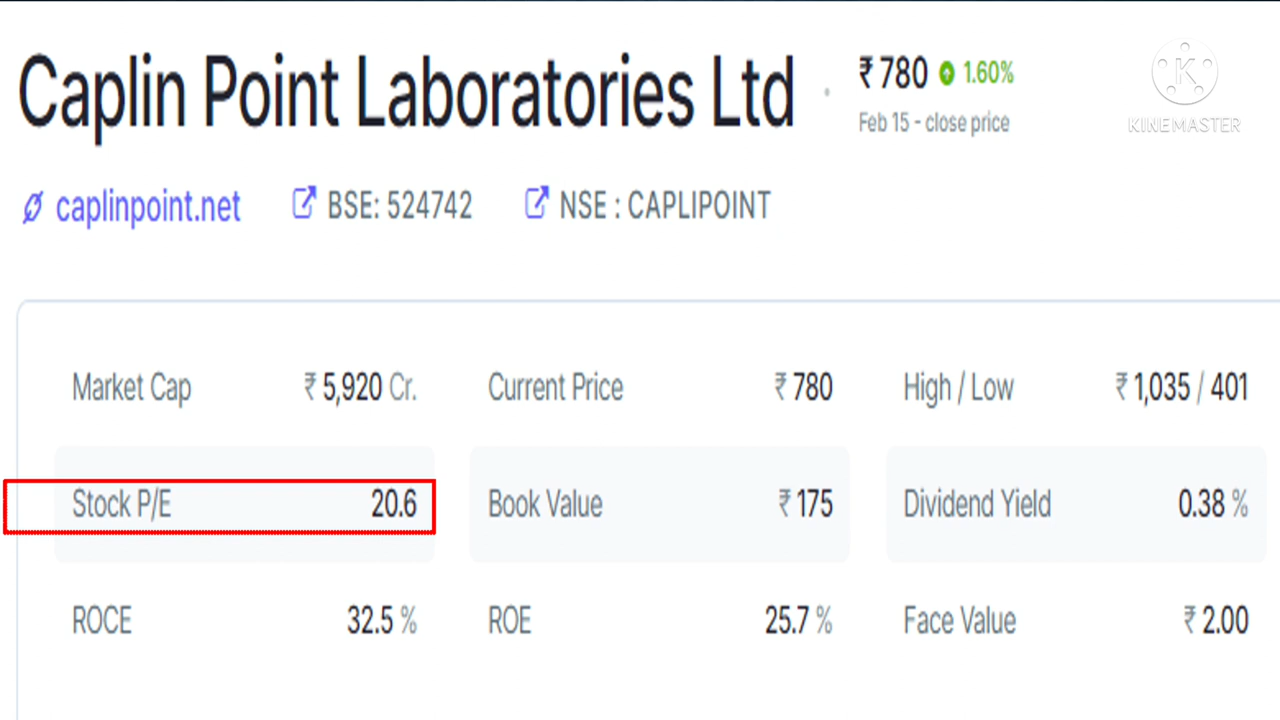 Caplin Point Laboratories Ltd
₹ 780 1.60%
Feb 15 - close price
K
KINEMASTER
caplinpoint.net BSE: 524742 NSE : CAPLIPOINT
Market Cap ₹ 5,920 Cr. Current Price ₹ 780 High / Low ₹ 1,035 / 401
Stock P/E 20.6 Book Value ₹ 175 Dividend Yield 0.38 %
ROCE 32.5 % ROE 25.7 % Face Value ₹ 2.00